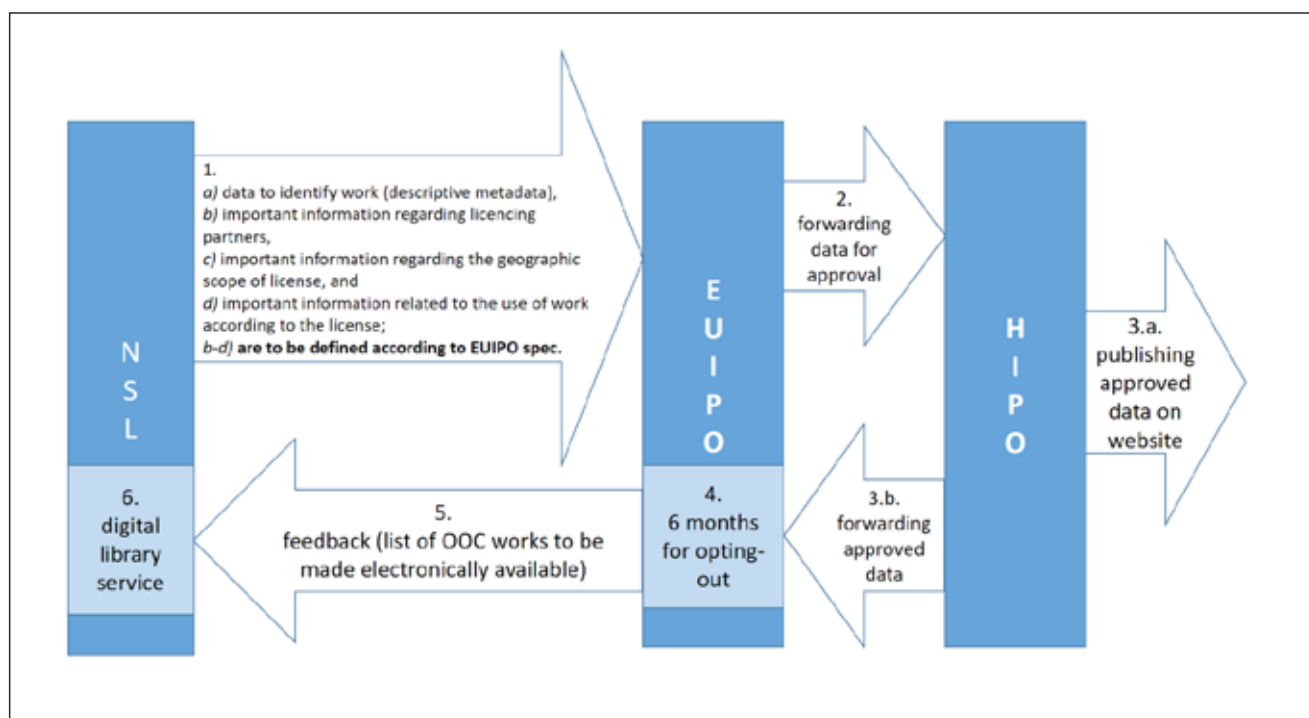 NSL
1.
a) data to identify work (descriptive metadata),
b) important information regarding licencing
partners,
c) important information regarding the geographic
scope of license, and
d) important information related to the use of work
according to the license;
b-d) are to be defined according to EUIPO spec.
EUIPO
2.
forwarding
data for
approval
HIPO
3.a.
publishing
approved
data on
website
3.b.
forwarding
approved
data
4.
6 months
for opting-
out
5.
feedback (list of OOC works to be
made electronically available)
6.
digital
library
service